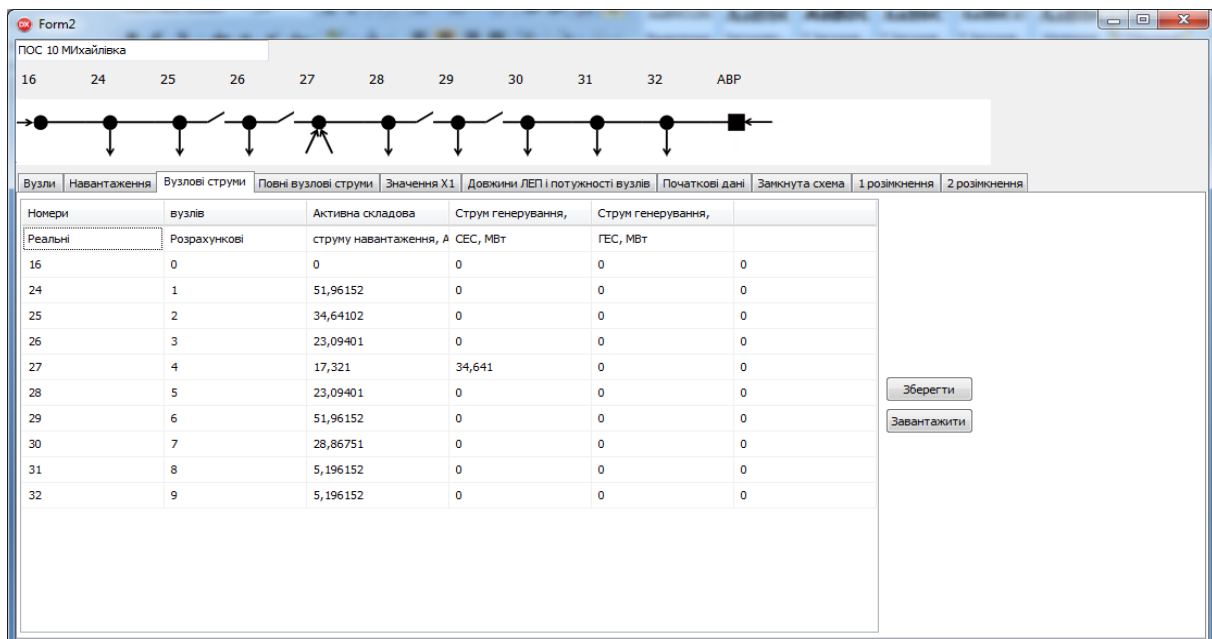 Form2
ПОС 10 МИхайлівка
16 24 25 26 27 28 29 30 31 32 АВР
Вузли Навантаження Вузлові струми Повні вузлові струми Значення X1 Довжини ЛЕП і потужності вузлів Початкові дані Замкнута схема 1 розімкнення 2 розімкнення
Номери вузлів Активна складова Струм генерування, Струм генерування,
Реальні Розрахункові струму навантаження, А СЕС, МВт ГЕС, МВт
16 0 0 0 0 0
24 1 51,96152 0 0 0
25 2 34,64102 0 0 0
26 3 23,09401 0 0 0
27 4 17,321 34,641 0 0
28 5 23,09401 0 0 0
Зберегти
29 6 51,96152 0 0 0
Завантажити
30 7 28,86751 0 0 0
31 8 5,196152 0 0 0
32 9 5,196152 0 0 0